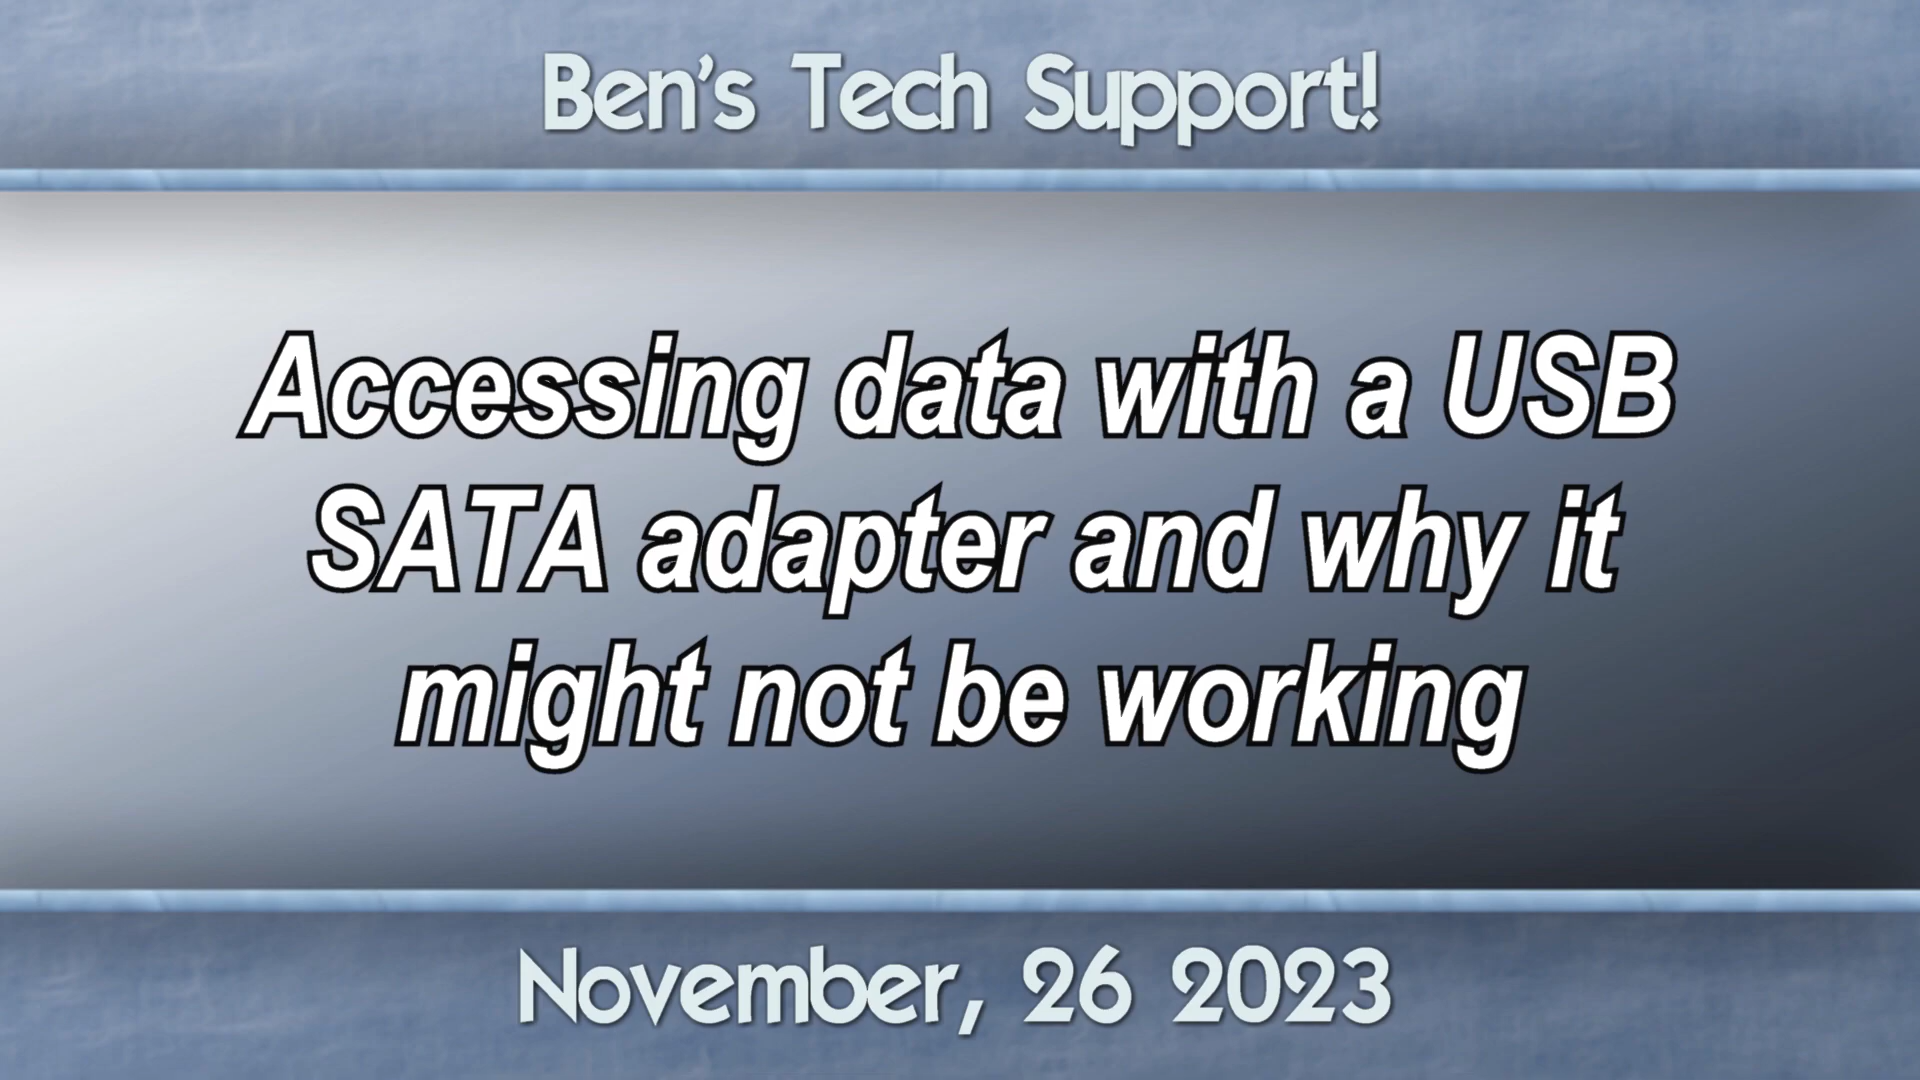 Ben's Tech Support!
Accessing data with a USB
SATA adapter and why it
might not be working
November, 26 2023